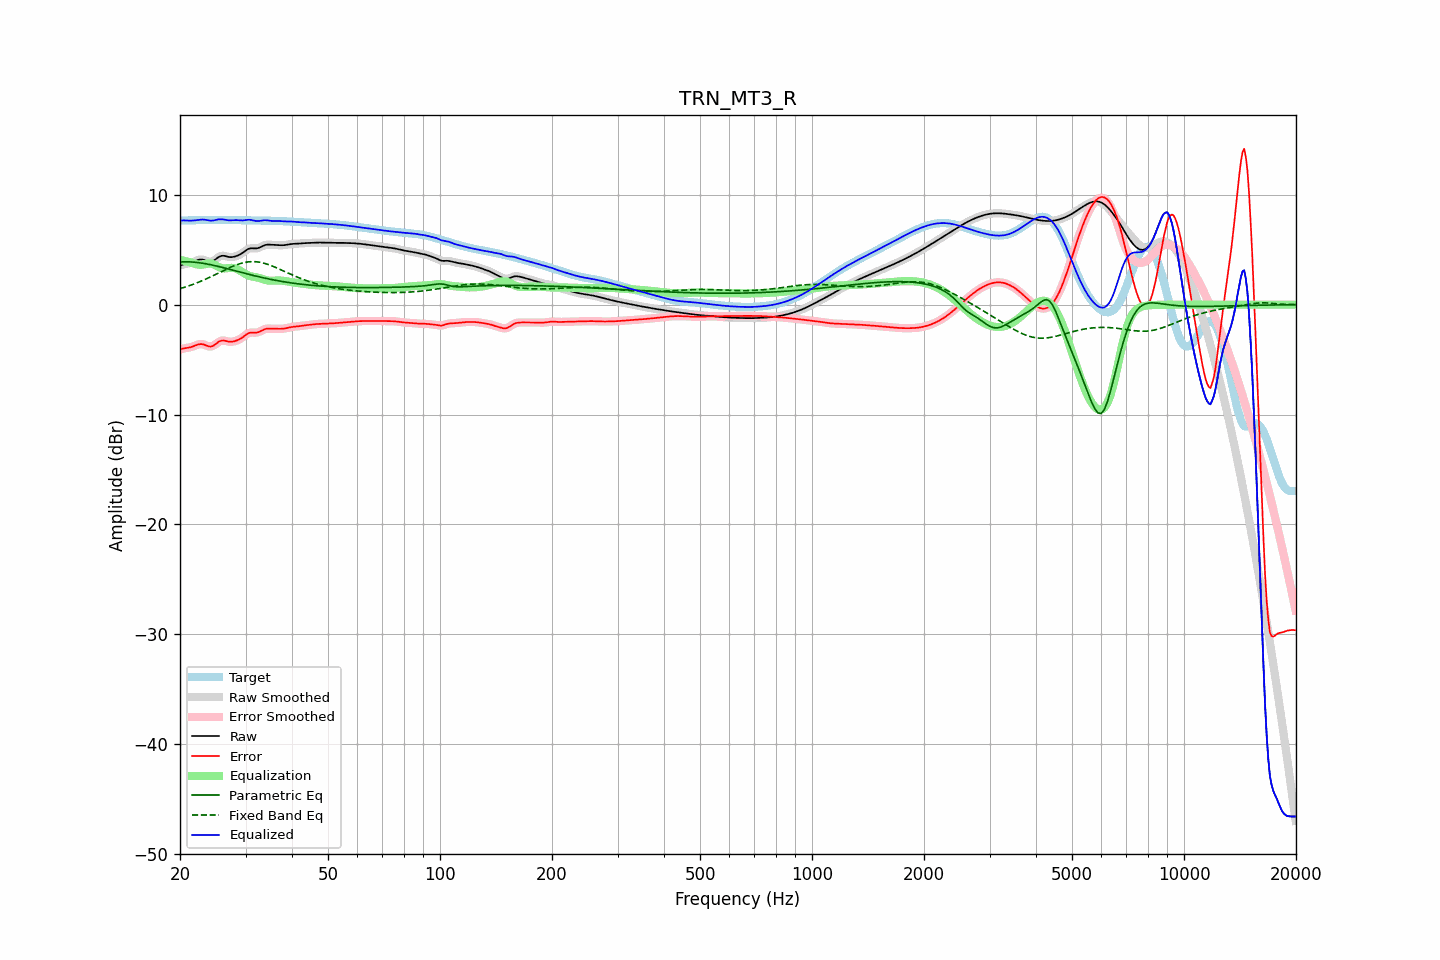 TRN_MT3_R
10
0
−10
−20
−30
−40
−50
Amplitude (dBr)
Target
Raw Smoothed
Error Smoothed
Raw
Error
Equalization
Parametric Eq
Fixed Band Eq
Equalized
20 50 100 200 500 1000 2000 5000 10000 20000
Frequency (Hz)